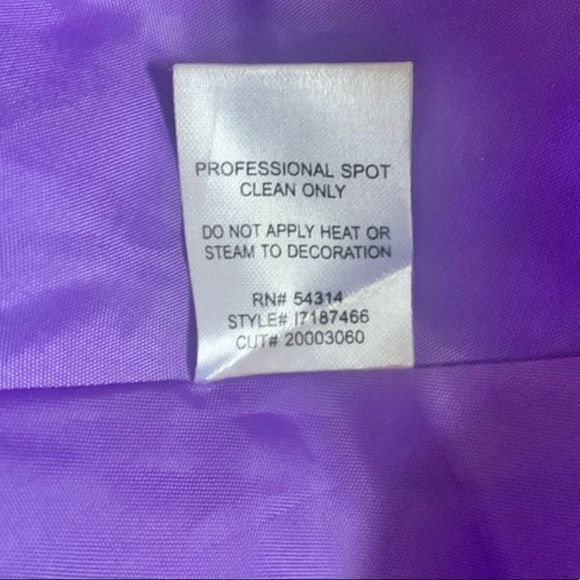 PROFESSIONAL SPOT
CLEAN ONLY
DO NOT APPLY HEAT OR
STEAM TO DECORATION
RN# 54314
STYLE# I7187466
CUT# 20003060